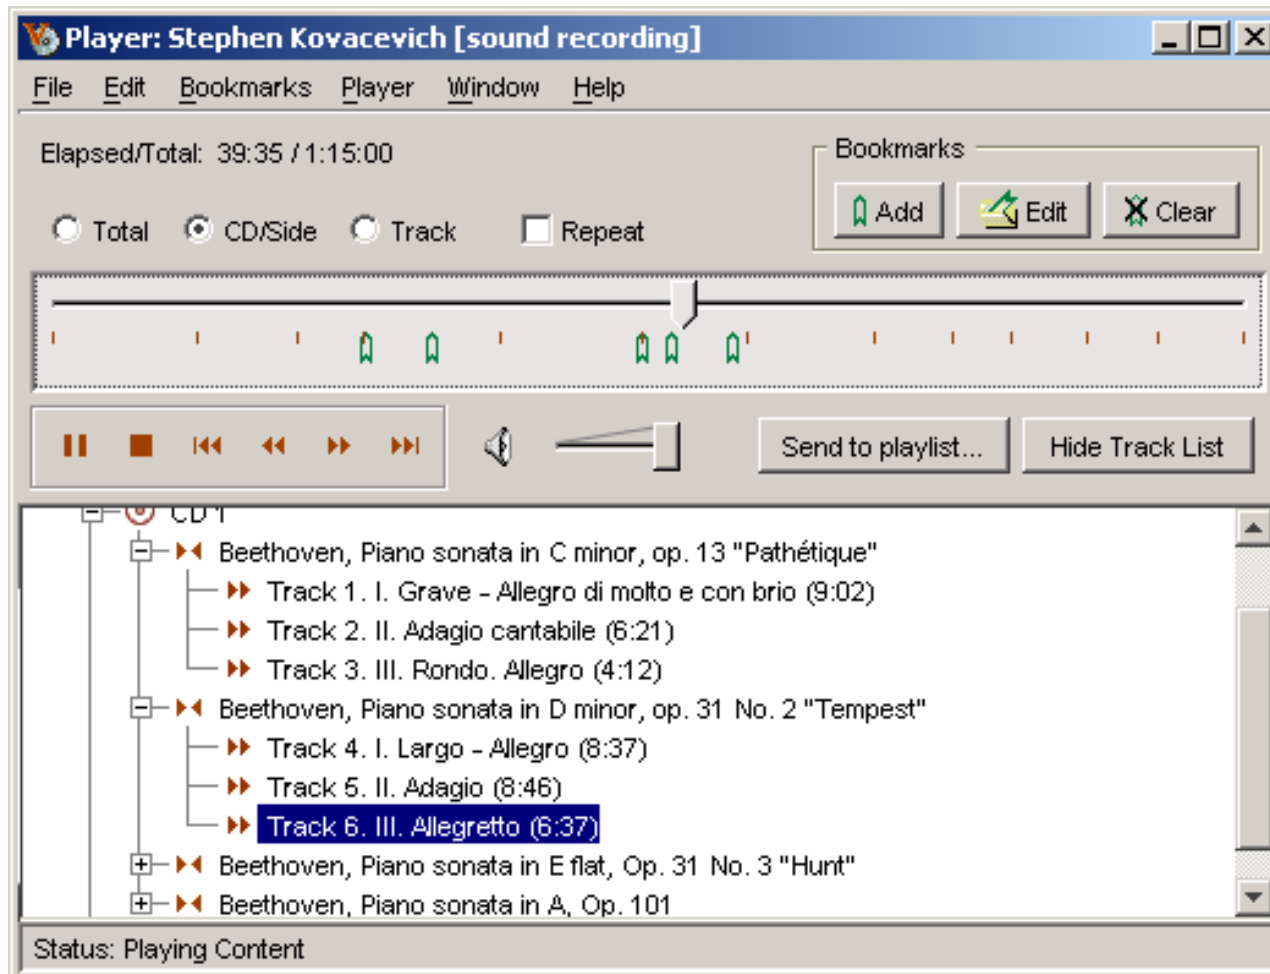 Player: Stephen Kovacevich [sound recording]
File Edit Bookmarks Player Window Help
Elapsed/Total: 39:35 / 1:15:00
Bookmarks
Add Edit Clear
Total CD/Side Track Repeat
Send to playlist... Hide Track List
CD 1
Beethoven, Piano sonata in C minor, op. 13 "Pathétique"
Track 1. I. Grave - Allegro di molto e con brio (9:02)
Track 2. II. Adagio cantabile (6:21)
Track 3. III. Rondo. Allegro (4:12)
Beethoven, Piano sonata in D minor, op. 31 No. 2 "Tempest"
Track 4. I. Largo - Allegro (8:37)
Track 5. II. Adagio (8:46)
Track 6. III. Allegretto (6:37)
Beethoven, Piano sonata in E flat, Op. 31 No. 3 "Hunt"
Beethoven, Piano sonata in A, Op. 101
Status: Playing Content